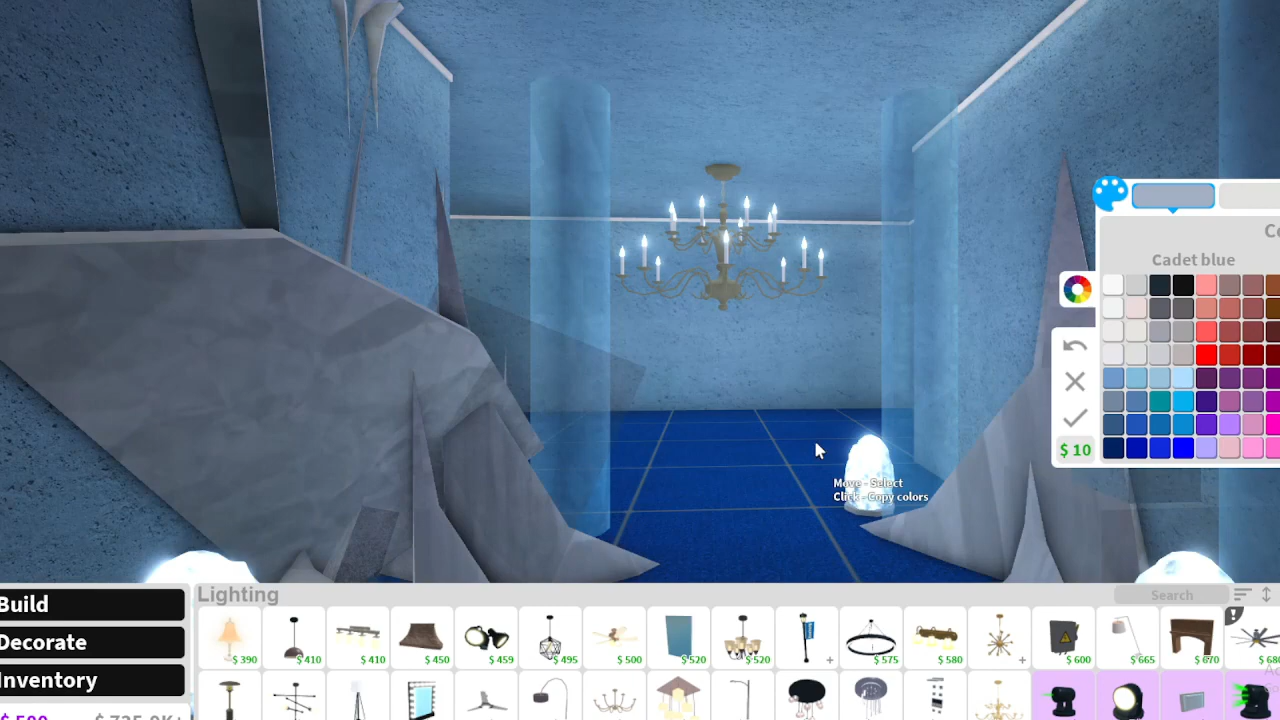 Cadet blue
$ 10
Move - Select
Click - Copy colors
Build
Decorate
Inventory
Lighting
Search
$ 390
$ 410
$ 410
$ 450
$ 459
$ 495
$ 500
$ 520
$ 520
+
$ 575
$ 580
+
$ 600
$ 665
$ 670